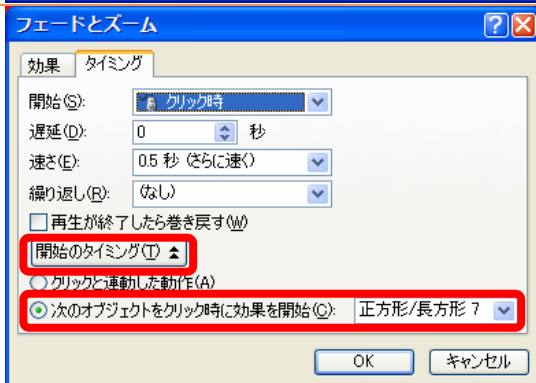 フェードとズーム
効果 タイミング
開始(S): クリック時
遅延(D): 0 秒
速さ(E): 0.5 秒 (さらに速く)
繰り返し(R): (なし)
再生が終了したら巻き戻す(W)
開始のタイミング(T)
クリックと連動した動作(A)
次のオブジェクトをクリック時に効果を開始(C): 正方形/長方形 7
OK キャンセル